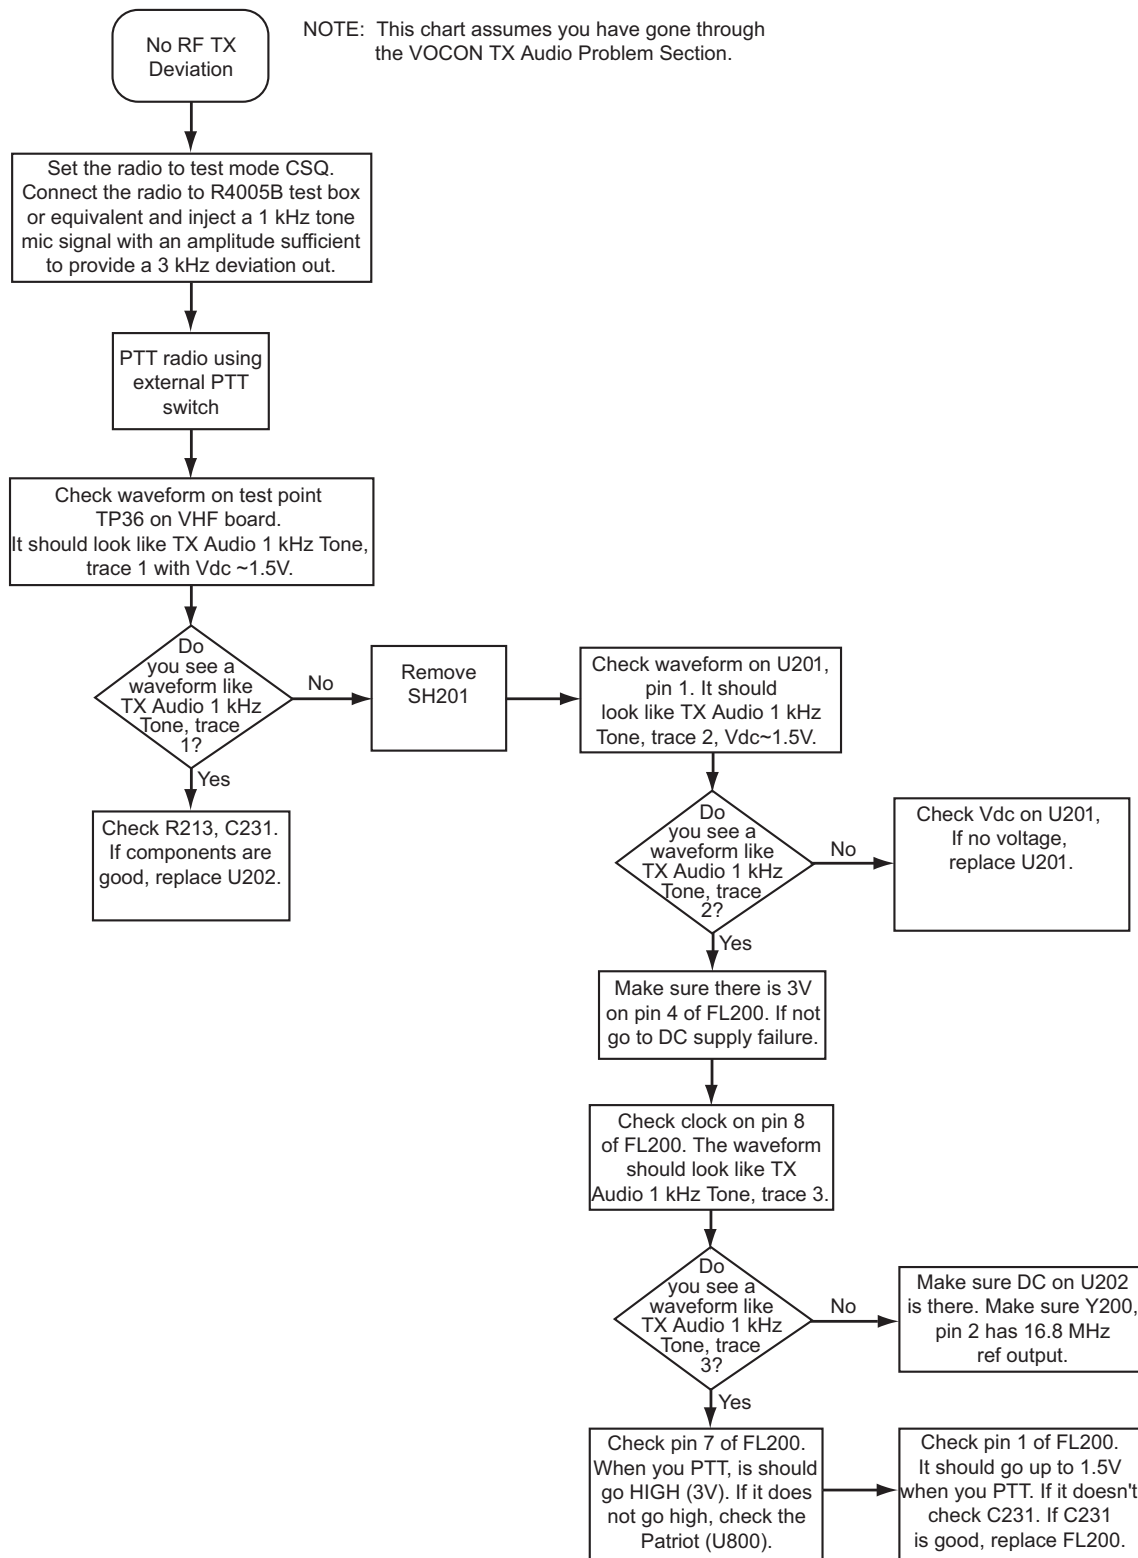 No RF TX
Deviation
NOTE: This chart assumes you have gone through
the VOCON TX Audio Problem Section.
Set the radio to test mode CSQ.
Connect the radio to R4005B test box
or equivalent and inject a 1 kHz tone
mic signal with an amplitude sufficient
to provide a 3 kHz deviation out.
PTT radio using
external PTT
switch
Check waveform on test point
TP36 on VHF board.
It should look like TX Audio 1 kHz Tone,
trace 1 with Vdc ~1.5V.
Do
you see a
waveform like
TX Audio 1 kHz
Tone, trace
1?
No
Yes
Check R213, C231.
If components are
good, replace U202.
Remove
SH201
Check waveform on U201,
pin 1. It should
look like TX Audio 1 kHz
Tone, trace 2, Vdc~1.5V.
Do
you see a
waveform like
TX Audio 1 kHz
Tone, trace
2?
No
Yes
Check Vdc on U201,
If no voltage,
replace U201.
Make sure there is 3V
on pin 4 of FL200. If not
go to DC supply failure.
Check clock on pin 8
of FL200. The waveform
should look like TX
Audio 1 kHz Tone, trace 3.
Do
you see a
waveform like
TX Audio 1 kHz
Tone, trace
3?
No
Yes
Make sure DC on U202
is there. Make sure Y200,
pin 2 has 16.8 MHz
ref output.
Check pin 7 of FL200.
When you PTT, is should
go HIGH (3V). If it does
not go high, check the
Patriot (U800).
Check pin 1 of FL200.
It should go up to 1.5V
when you PTT. If it doesn't
check C231. If C231
is good, replace FL200.